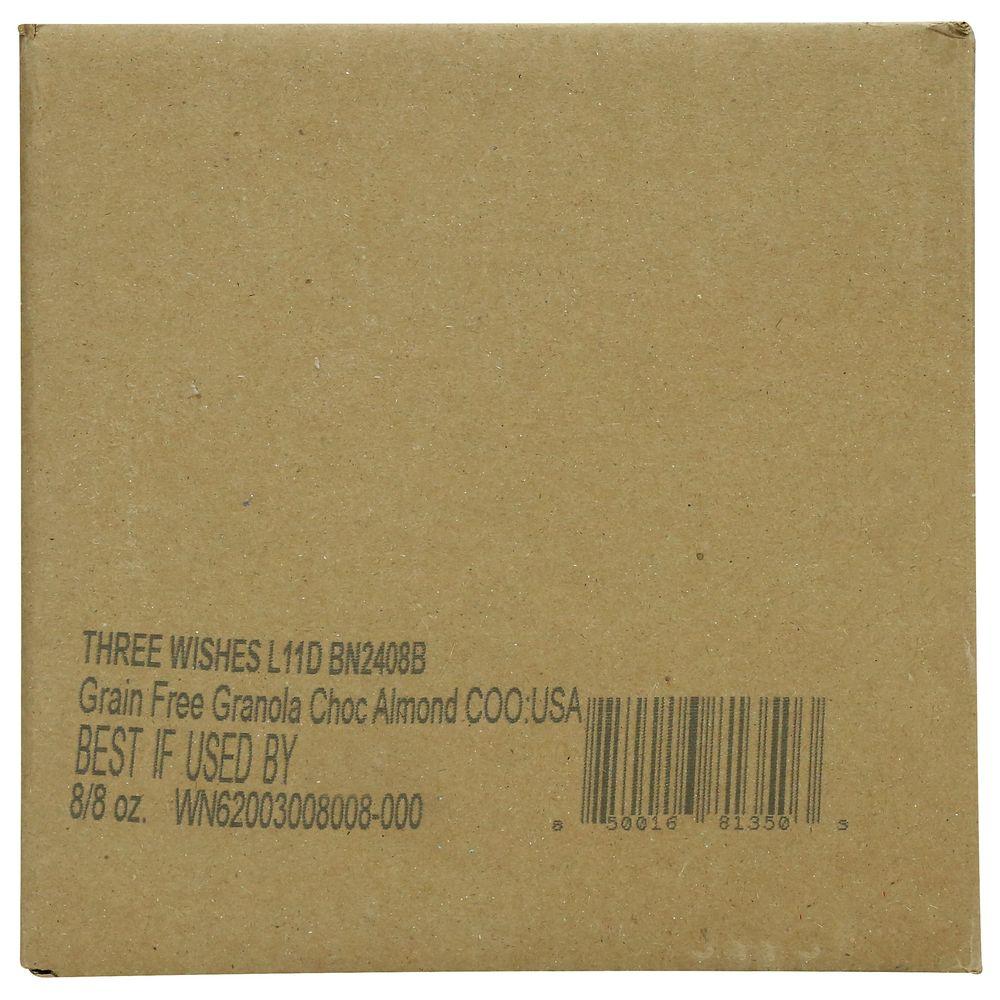 THREE WISHES L11D BN2408B
Grain Free Granola Choc Almond COO:USA
BEST IF USED BY
8/8 oz. WN62003008008-000
8 50016 81350 3